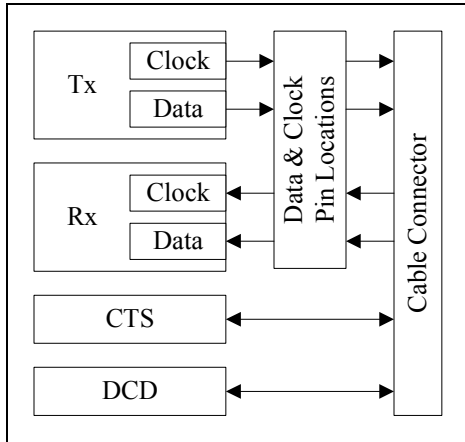 Tx
Clock
Data
Rx
Clock
Data
CTS
DCD
Data & Clock
Pin Locations
Cable Connector